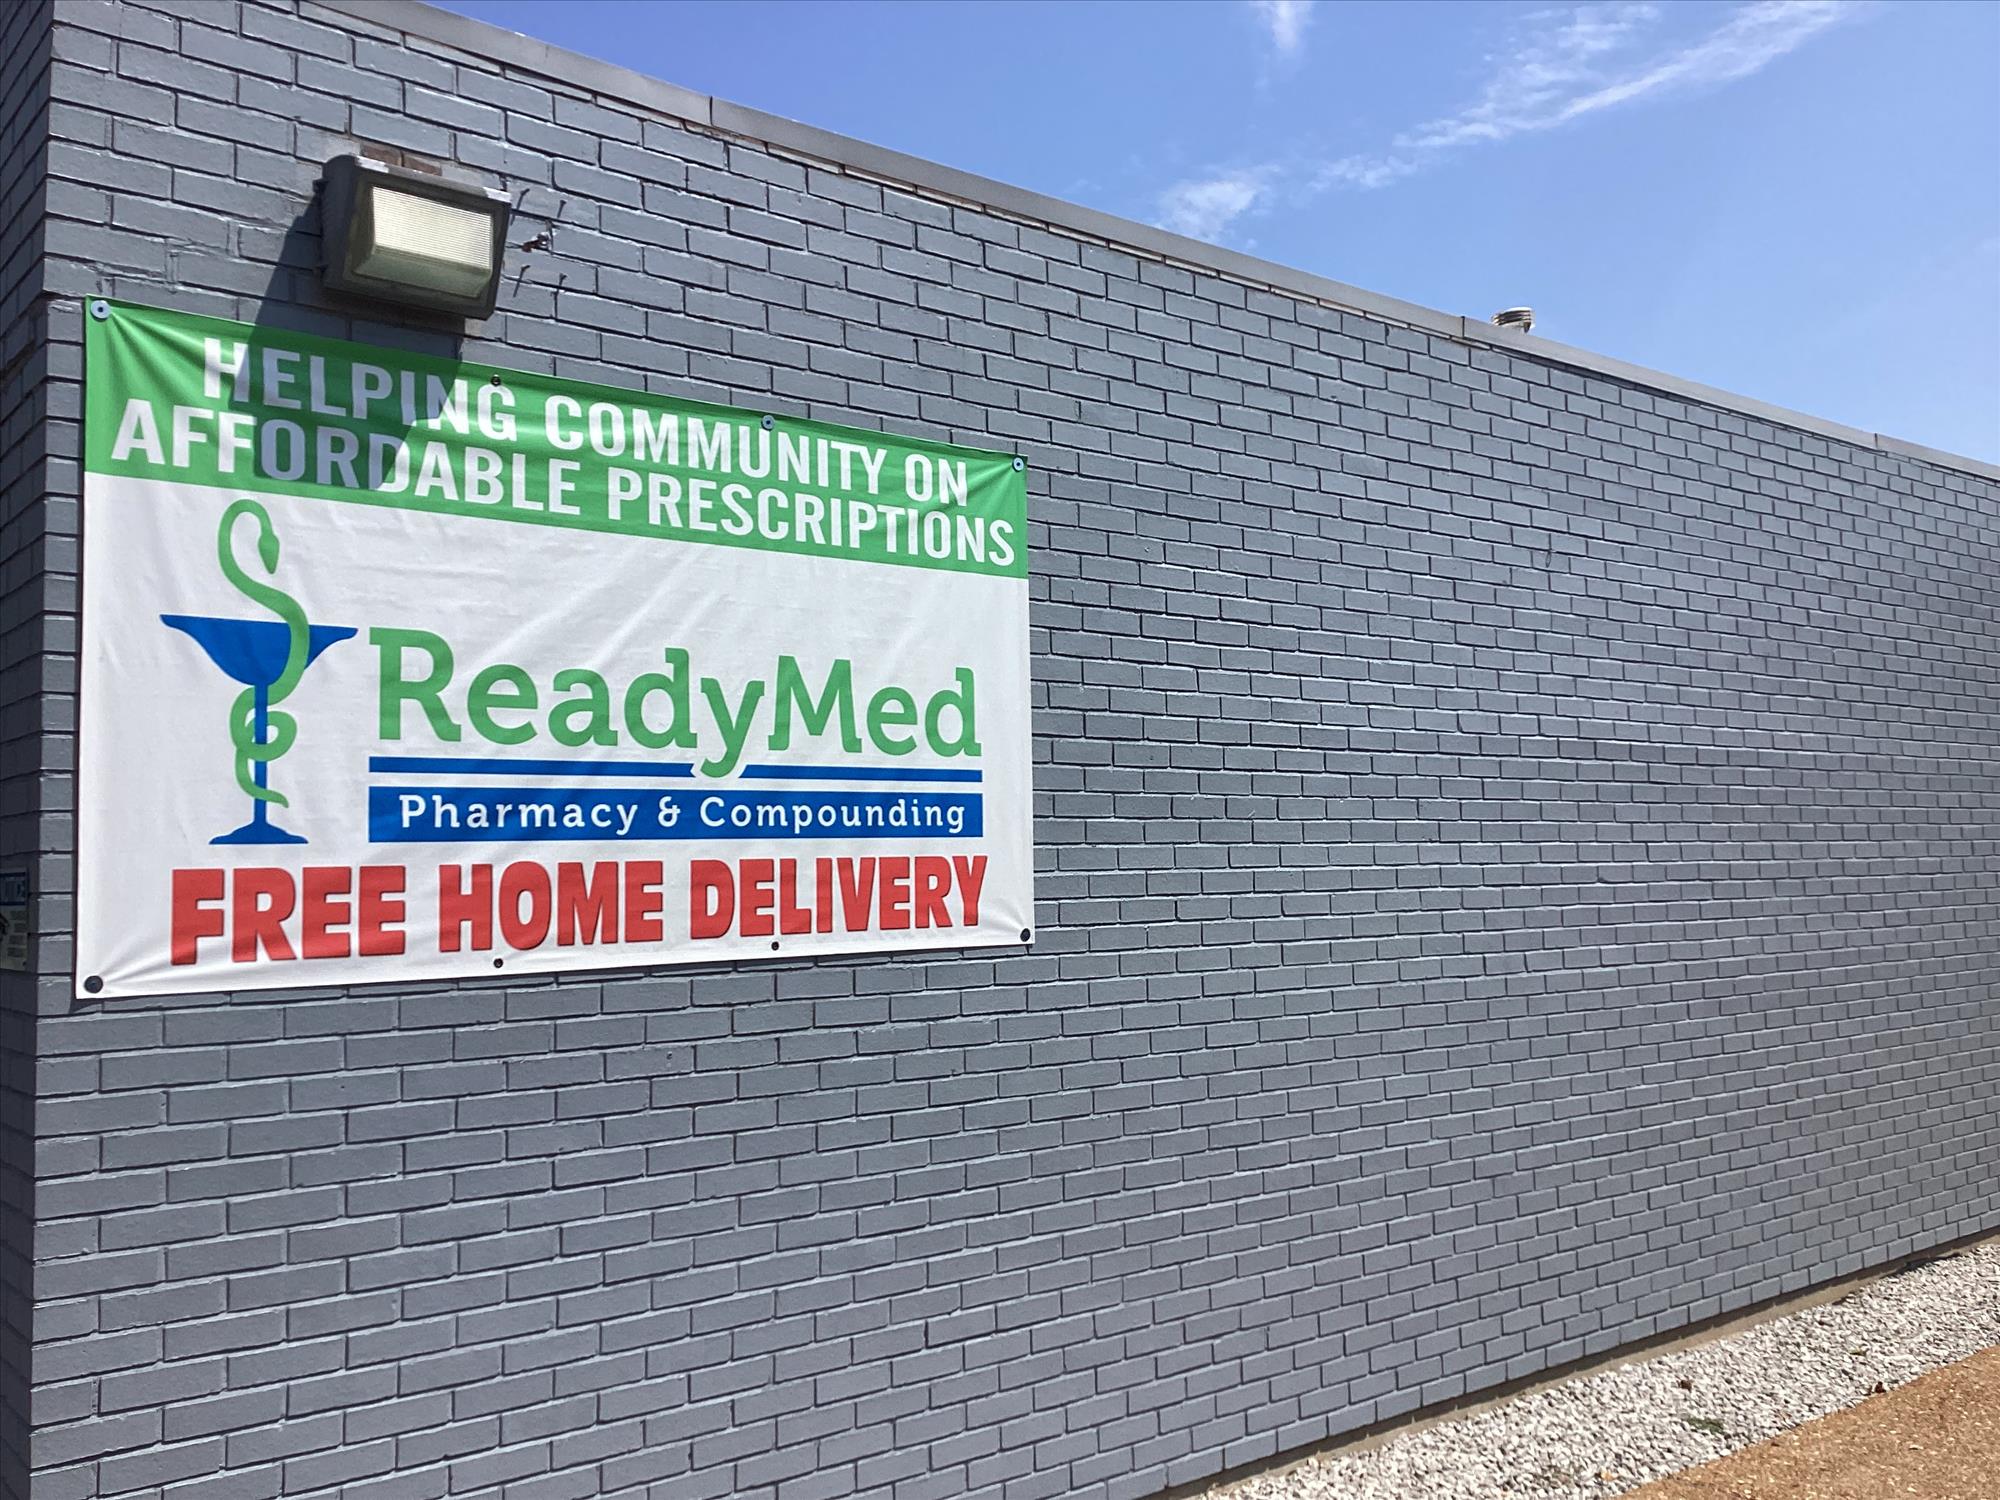 HELPING COMMUNITY ON
AFFORDABLE PRESCRIPTIONS
ReadyMed
Pharmacy & Compounding
FREE HOME DELIVERY